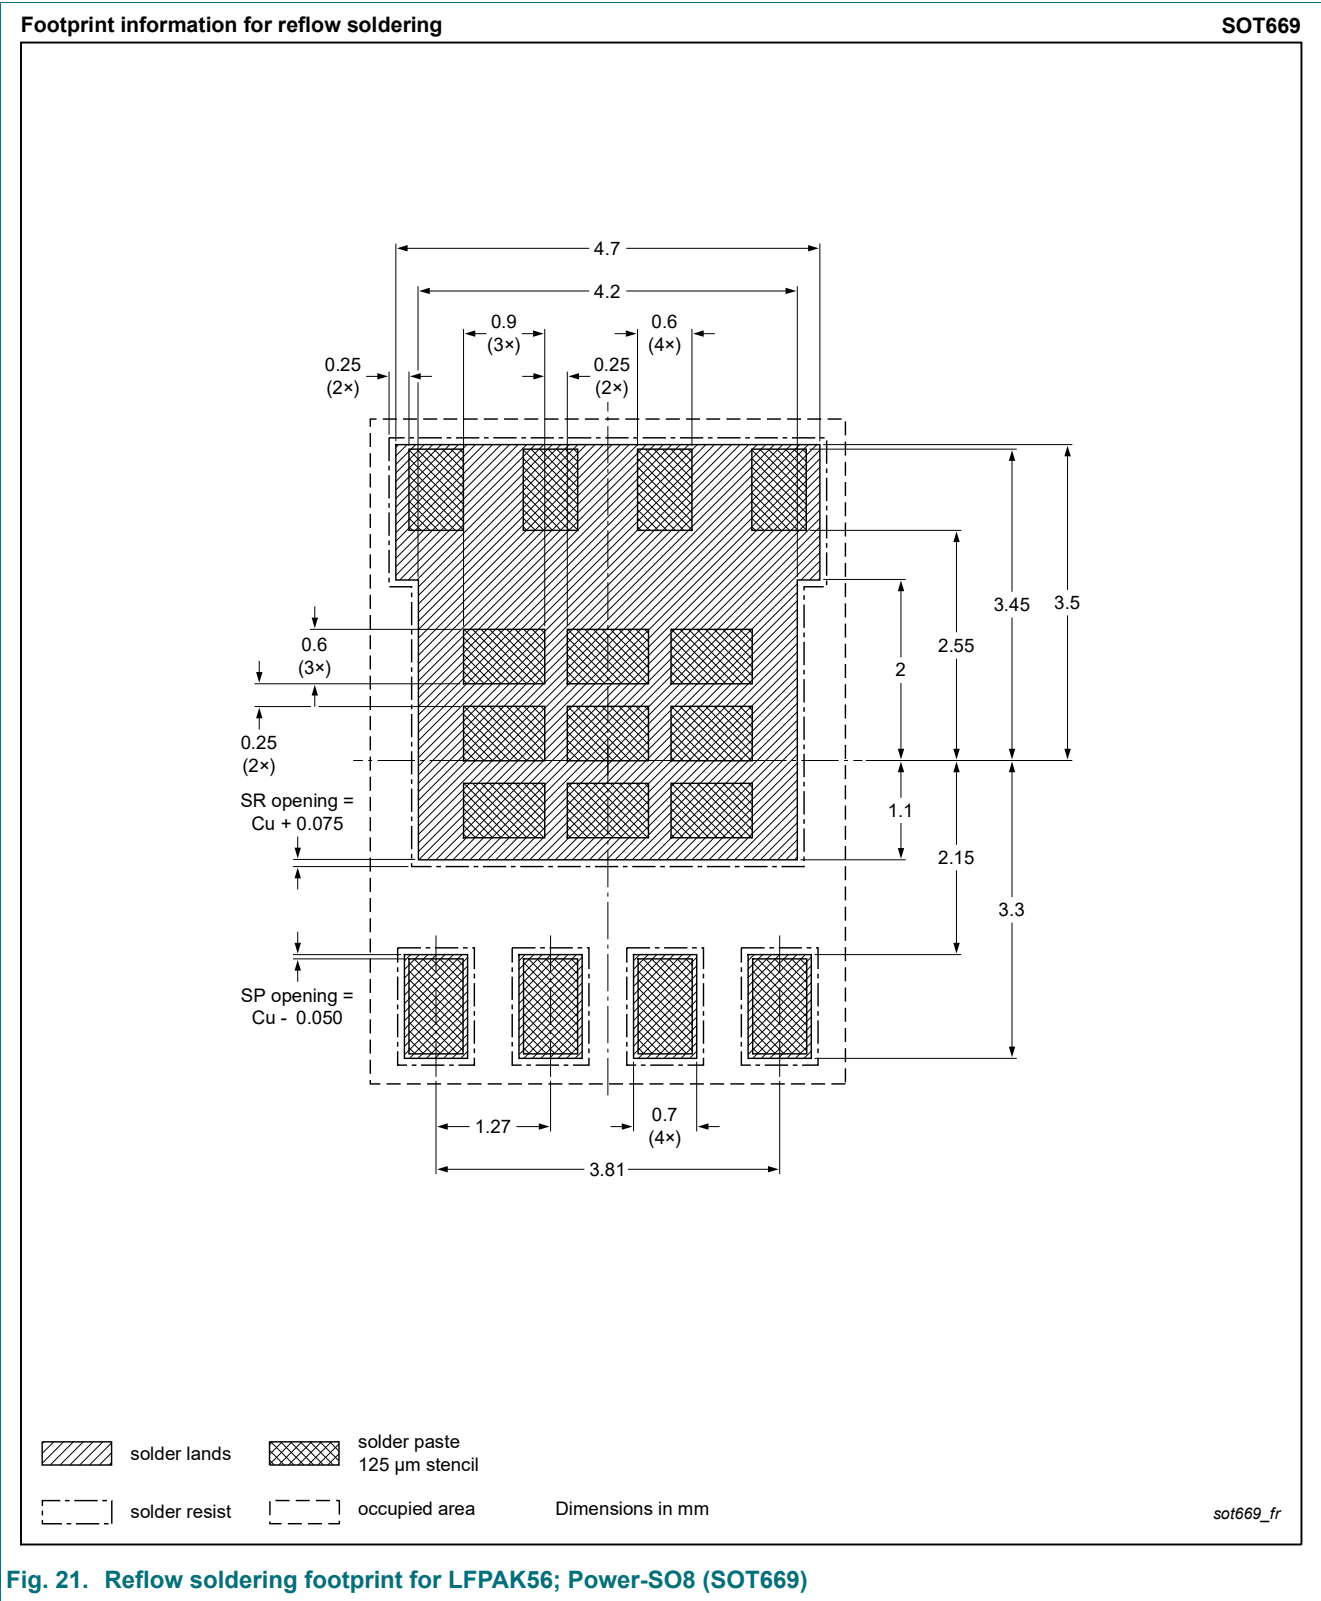 Footprint information for reflow soldering
SOT669
4.7
4.2
0.9
(3×)
0.6
(4×)
0.25
(2×)
0.25
(2×)
3.45
3.5
2.55
2
0.6
(3×)
0.25
(2×)
SR opening =
Cu + 0.075
1.1
2.15
3.3
SP opening =
Cu - 0.050
1.27
0.7
(4×)
3.81
solder lands
solder paste
125 µm stencil
solder resist
occupied area
Dimensions in mm
sot669_fr
Fig. 21. Reflow soldering footprint for LFPAK56; Power-SO8 (SOT669)